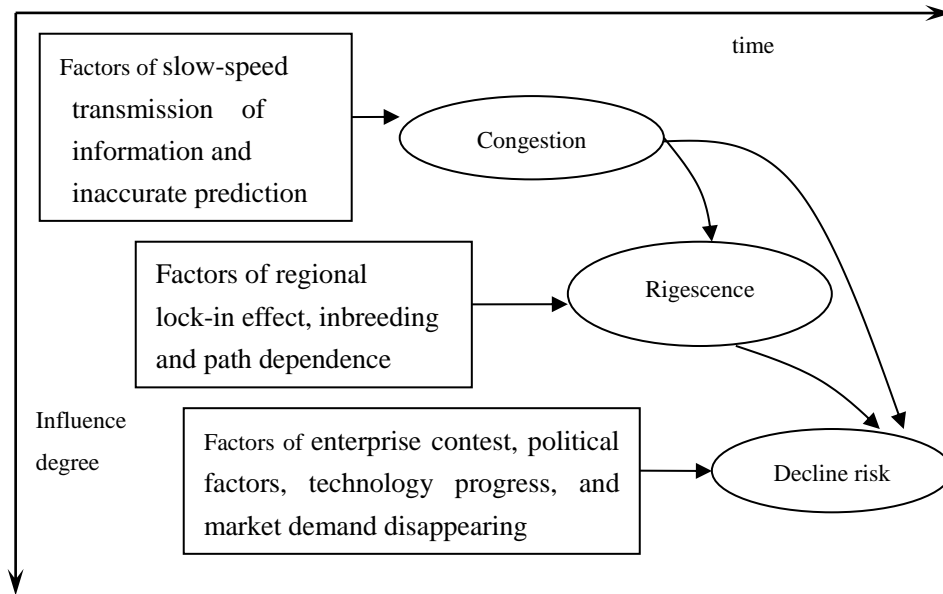 time
Factors of slow-speed
transmission of
information and
inaccurate prediction
Congestion
Factors of regional
lock-in effect, inbreeding
and path dependence
Rigescence
Influence
degree
Factors of enterprise contest, political
factors, technology progress, and
market demand disappearing
Decline risk